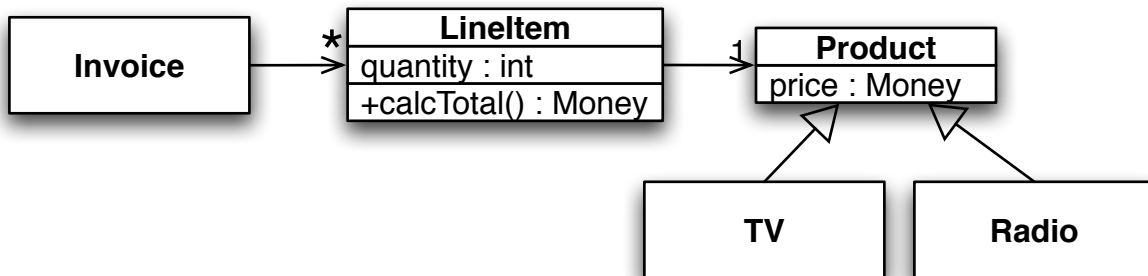 Invoice
*
LineItem
quantity : int
+calcTotal() : Money
1
Product
price : Money
TV
Radio